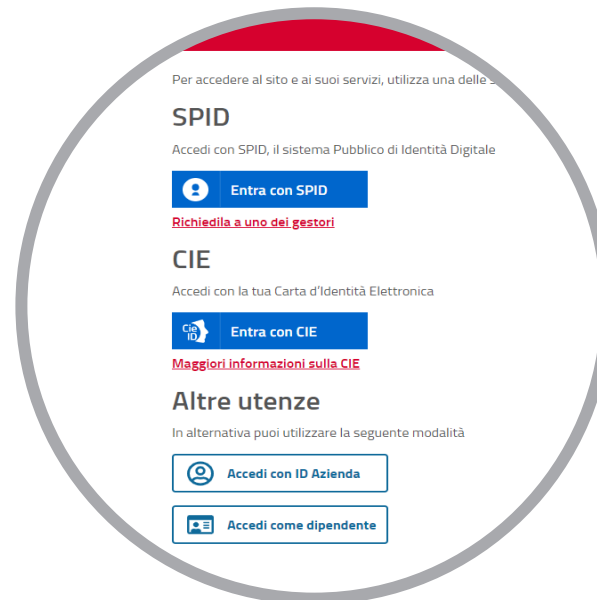 Per accedere al sito e ai suoi servizi, utilizza una delle
SPID
Accedi con SPID, il sistema Pubblico di Identità Digitale
Entra con SPID
Richiedila a uno dei gestori
CIE
Accedi con la tua Carta d'Identità Elettronica
Cie ID
Entra con CIE
Maggiori informazioni sulla CIE
Altre utenze
In alternativa puoi utilizzare la seguente modalità
Accedi con ID Azienda
Accedi come dipendente